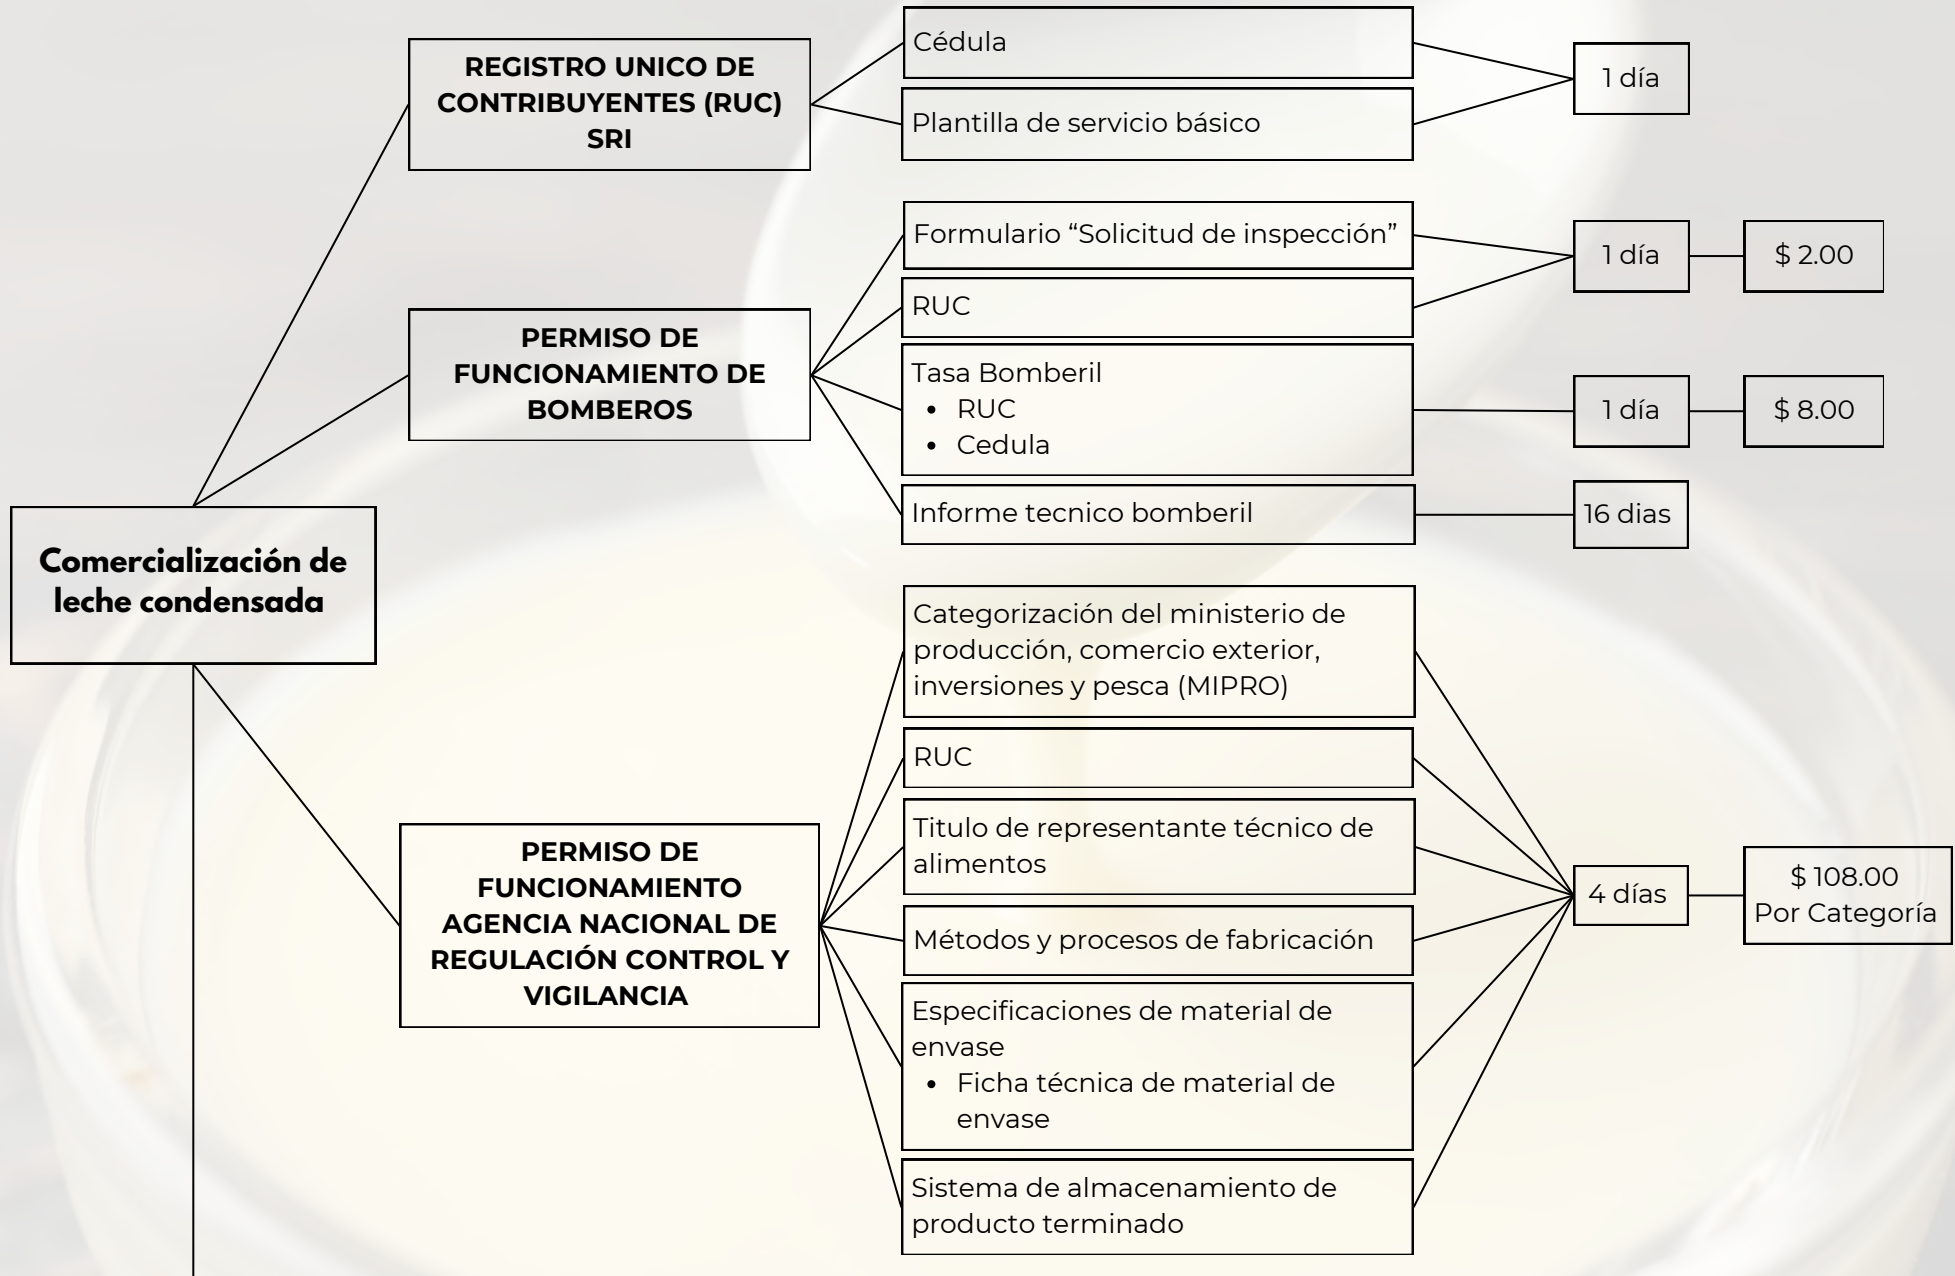 Comercialización de
leche condensada
REGISTRO UNICO DE
CONTRIBUYENTES (RUC)
SRI
Cédula
Plantilla de servicio básico
1 día
PERMISO DE
FUNCIONAMIENTO DE
BOMBEROS
Formulario “Solicitud de inspección”
RUC
1 día
$ 2.00
Tasa Bomberil
• RUC
• Cedula
1 día
$ 8.00
Informe tecnico bomberil
16 dias
PERMISO DE
FUNCIONAMIENTO
AGENCIA NACIONAL DE
REGULACIÓN CONTROL Y
VIGILANCIA
Categorización del ministerio de
producción, comercio exterior,
inversiones y pesca (MIPRO)
RUC
Titulo de representante técnico de
alimentos
Métodos y procesos de fabricación
Especificaciones de material de
envase
• Ficha técnica de material de
envase
Sistema de almacenamiento de
producto terminado
4 días
$ 108.00
Por Categoría